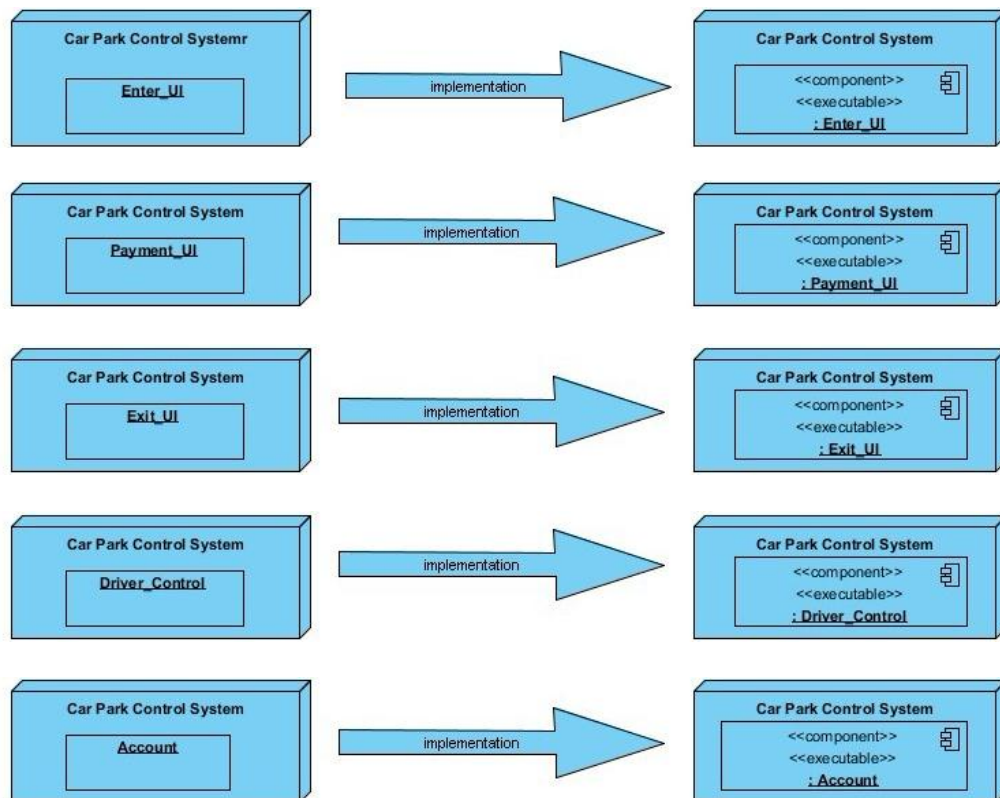 Car Park Control Systemr
Enter_UI
implementation
Car Park Control System
<<component>>
<<executable>>
: Enter_UI
Car Park Control System
Payment_UI
implementation
Car Park Control System
<<component>>
<<executable>>
: Payment_UI
Car Park Control System
Exit_UI
implementation
Car Park Control System
<<component>>
<<executable>>
: Exit_UI
Car Park Control System
Driver_Control
implementation
Car Park Control System
<<component>>
<<executable>>
: Driver_Control
Car Park Control System
Account
implementation
Car Park Control System
<<component>>
<<executable>>
: Account